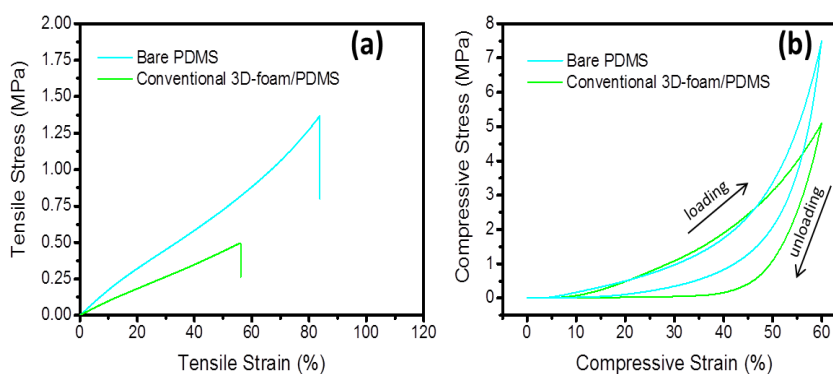 (a)
Bare PDMS
Conventional 3D-foam/PDMS
2.00
1.75
1.50
1.25
1.00
0.75
0.50
0.25
0.00
Tensile Stress (MPa)
0 20 40 60 80 100 120
Tensile Strain (%)
(b)
Bare PDMS
Conventional 3D-foam/PDMS
loading
unloading
8
7
6
5
4
3
2
1
0
Compressive Stress (MPa)
0 10 20 30 40 50 60
Compressive Strain (%)